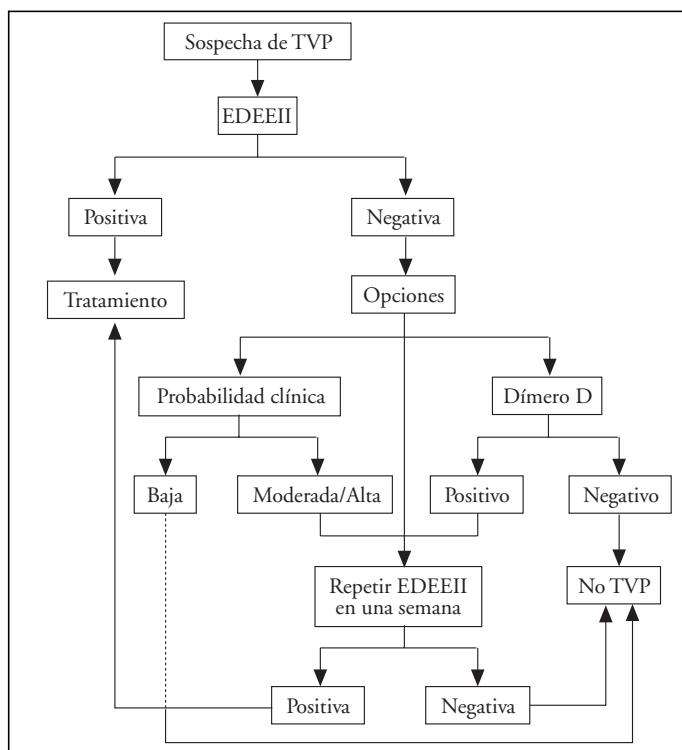 Sospecha de TVP
EDEEII
Positiva
Negativa
Tratamiento
Opciones
Probabilidad clínica
Dímero D
Baja
Moderada/Alta
Positivo
Negativo
Repetir EDEEII
en una semana
No TVP
Positiva
Negativa